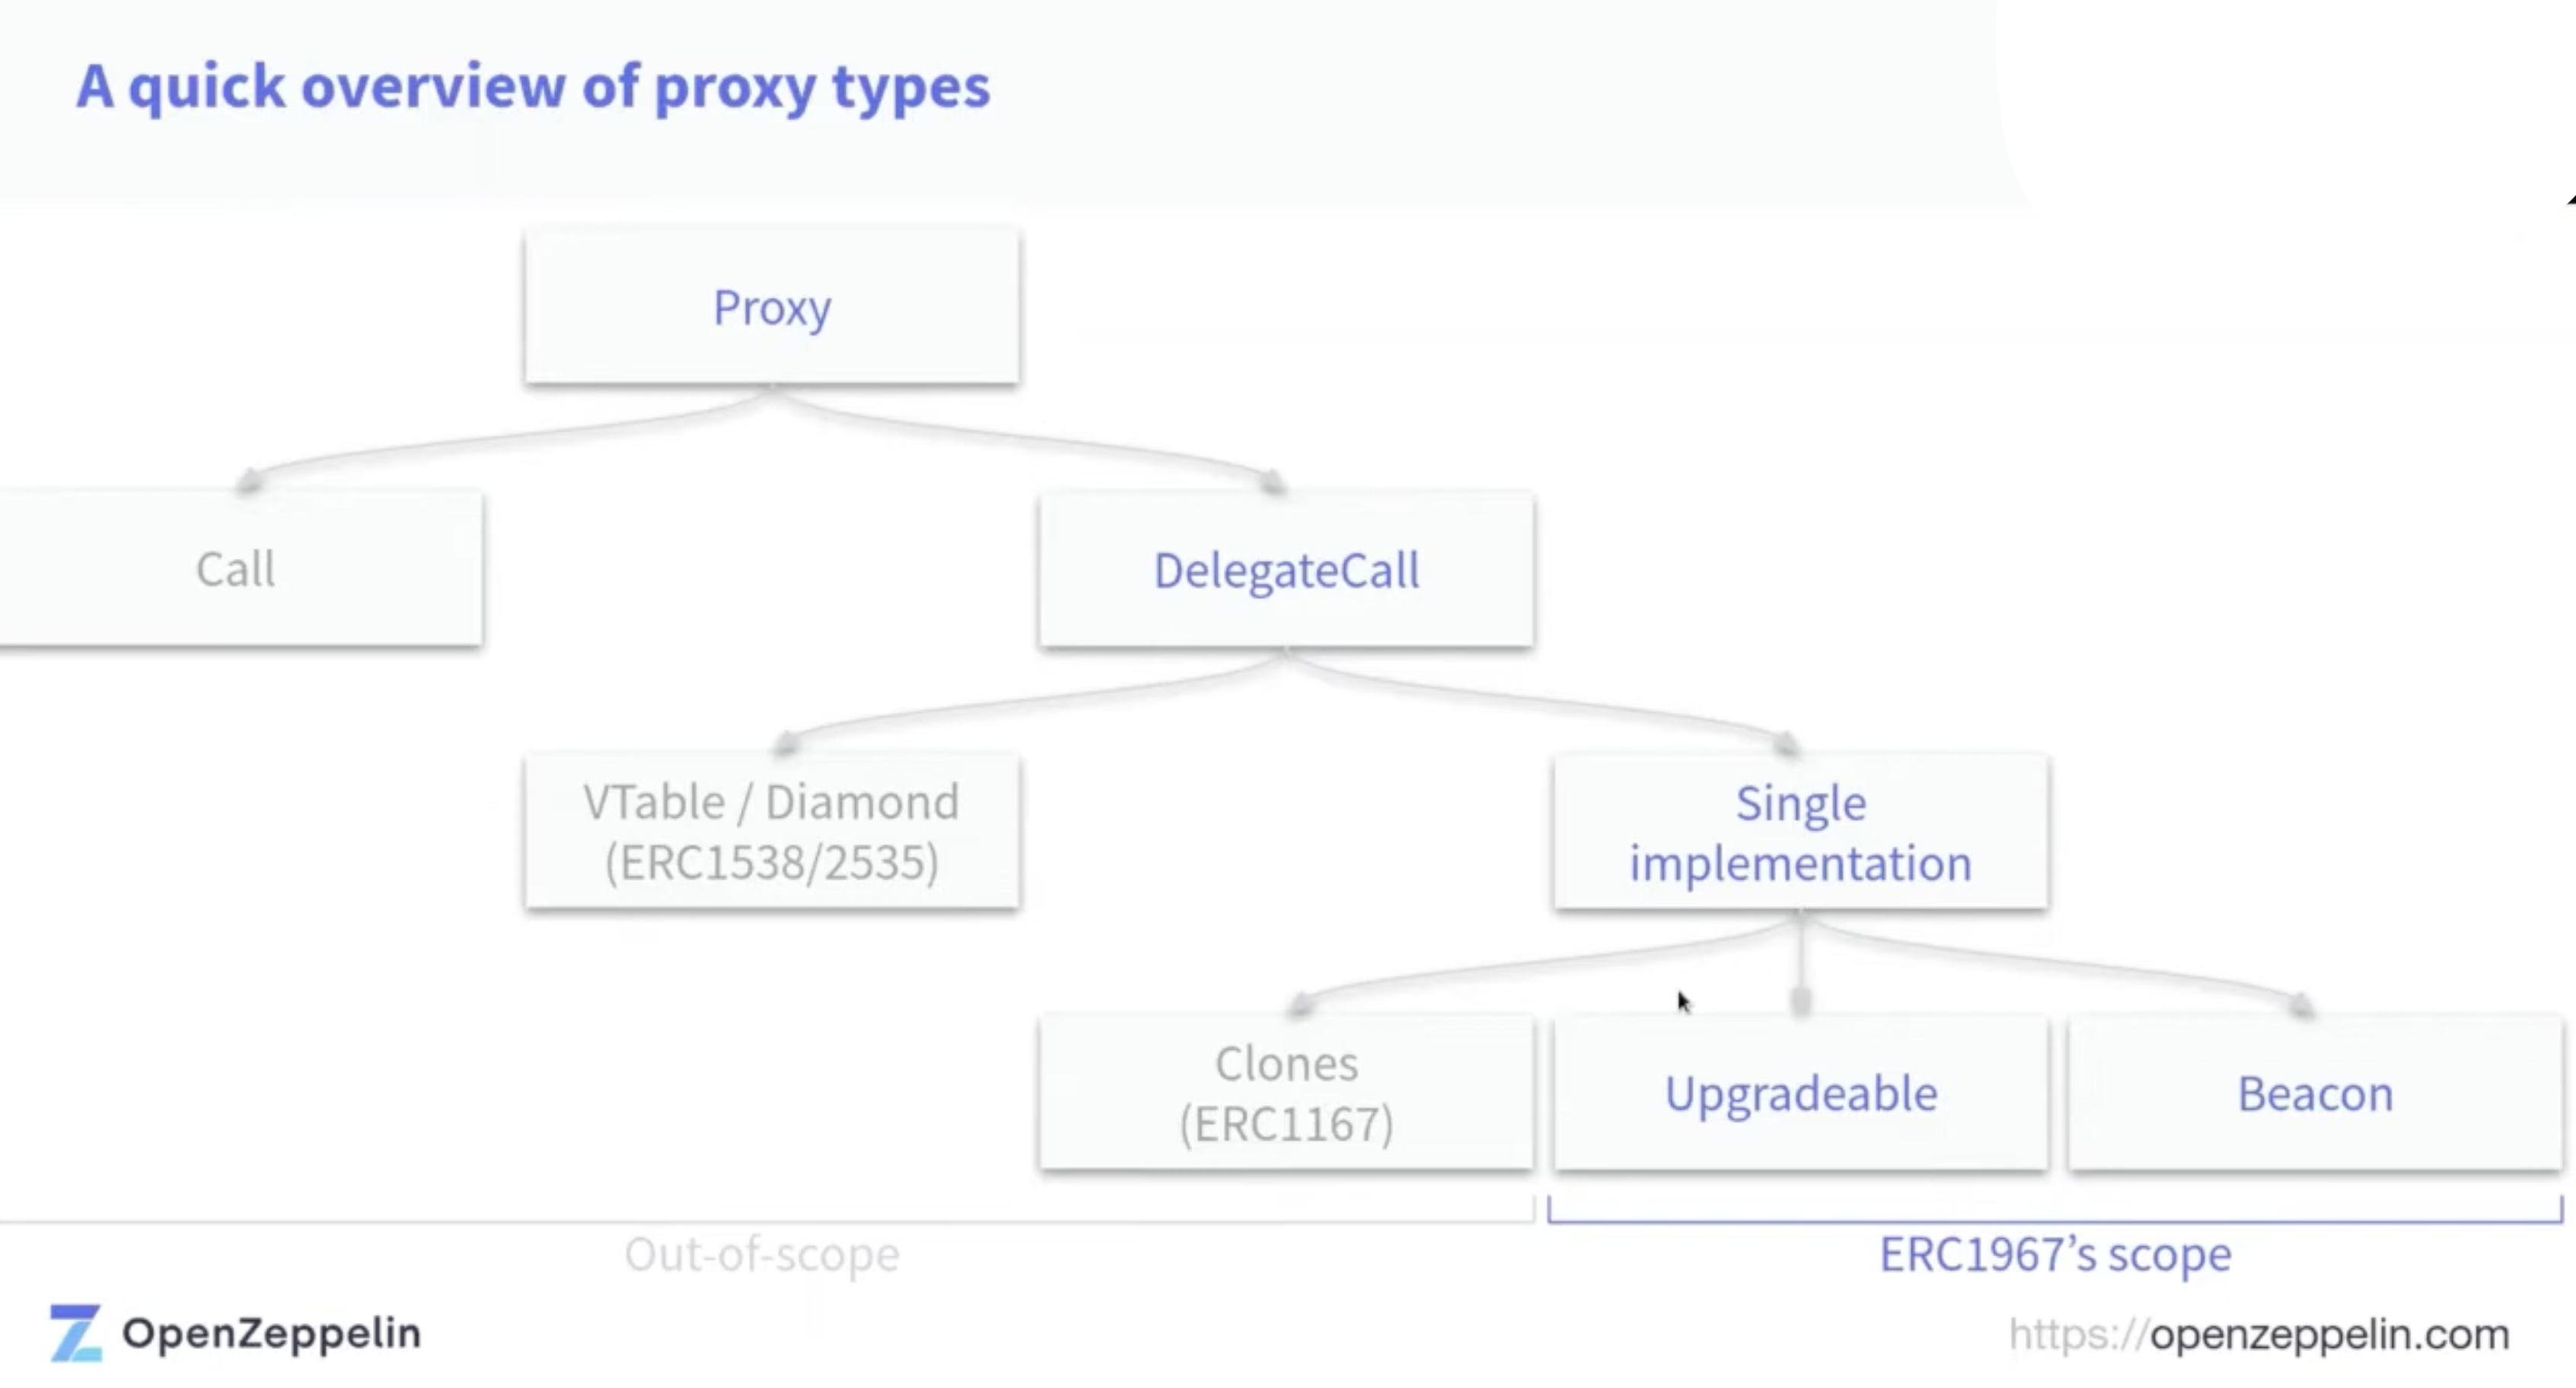 A quick overview of proxy types
Proxy
Call
DelegateCall
VTable / Diamond
(ERC1538/2535)
Single
implementation
Clones
(ERC1167)
Upgradeable
Beacon
Out-of-scope
ERC1967’s scope
OpenZeppelin
https://openzeppelin.com